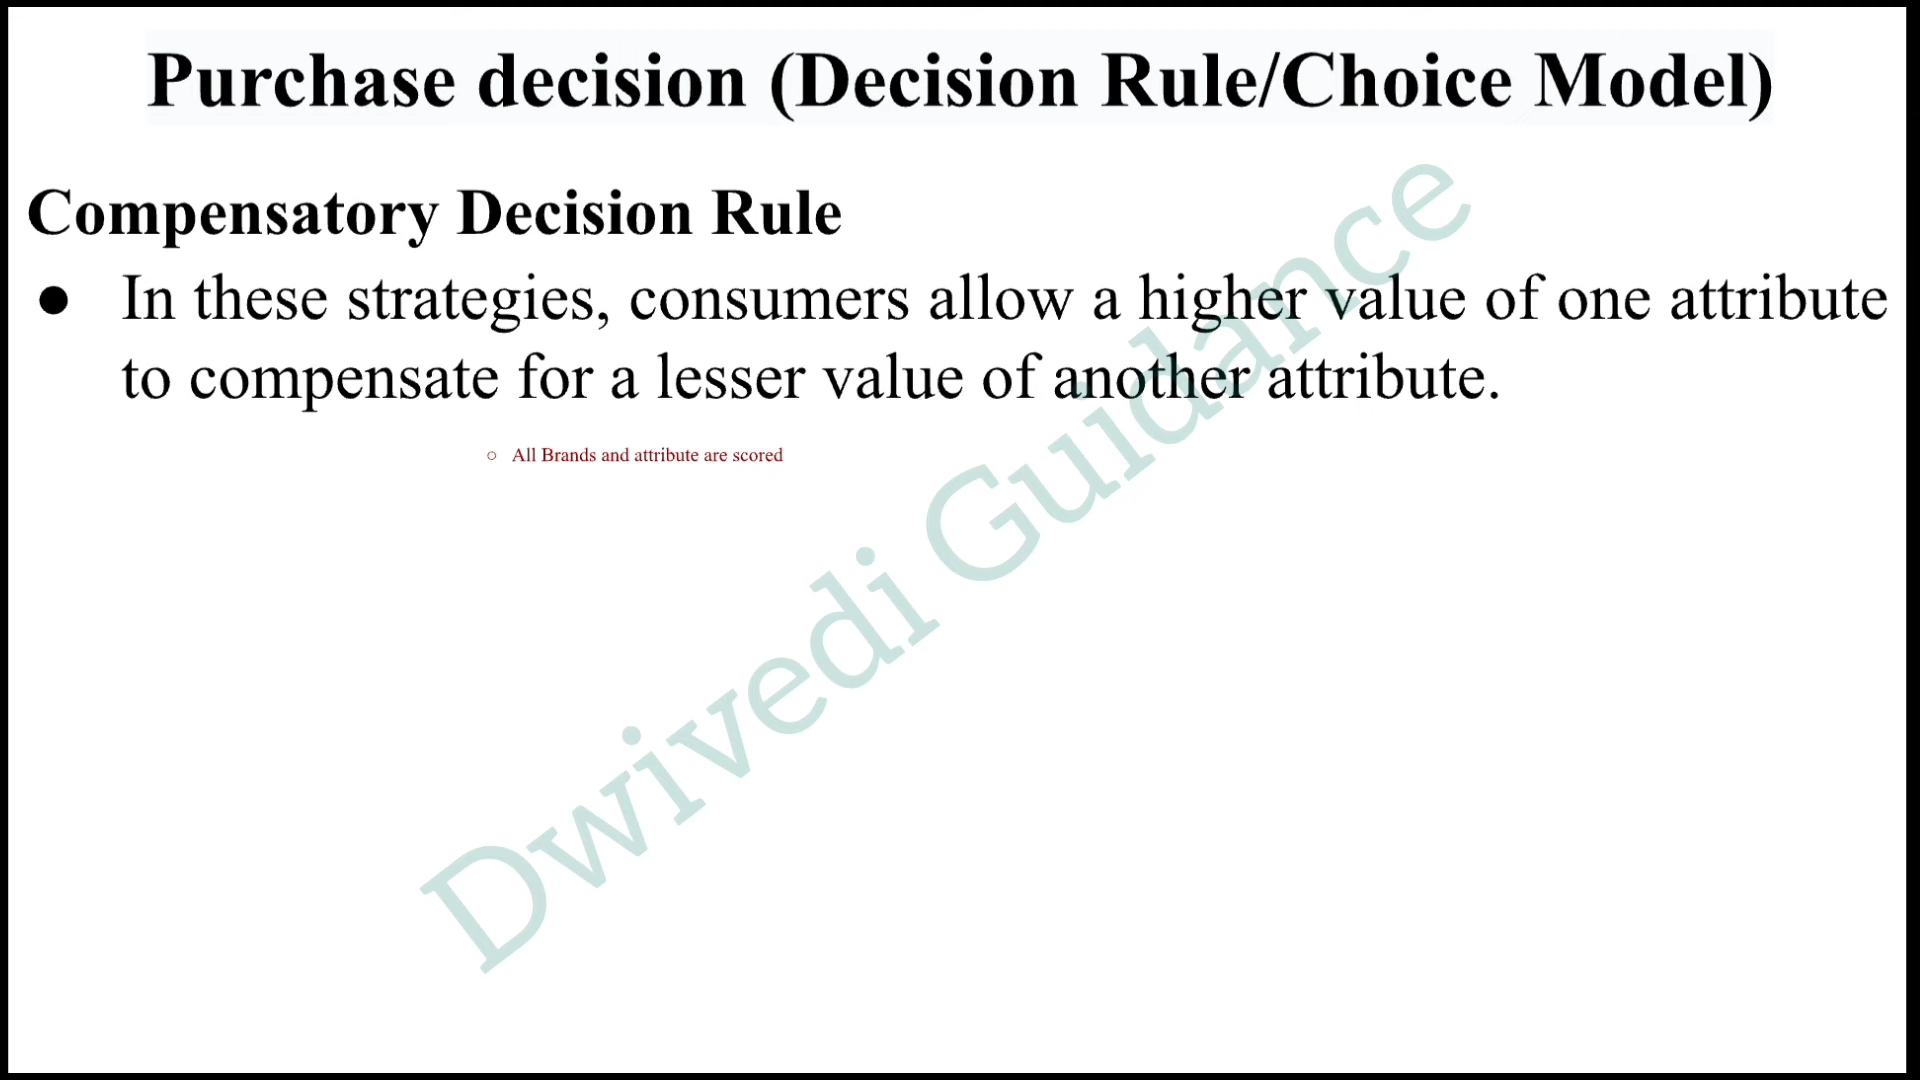 Purchase decision (Decision Rule/Choice Model)
Compensatory Decision Rule
● In these strategies, consumers allow a higher value of one attribute
to compensate for a lesser value of another attribute.
○ All Brands and attribute are scored
Dwivedi Guidance